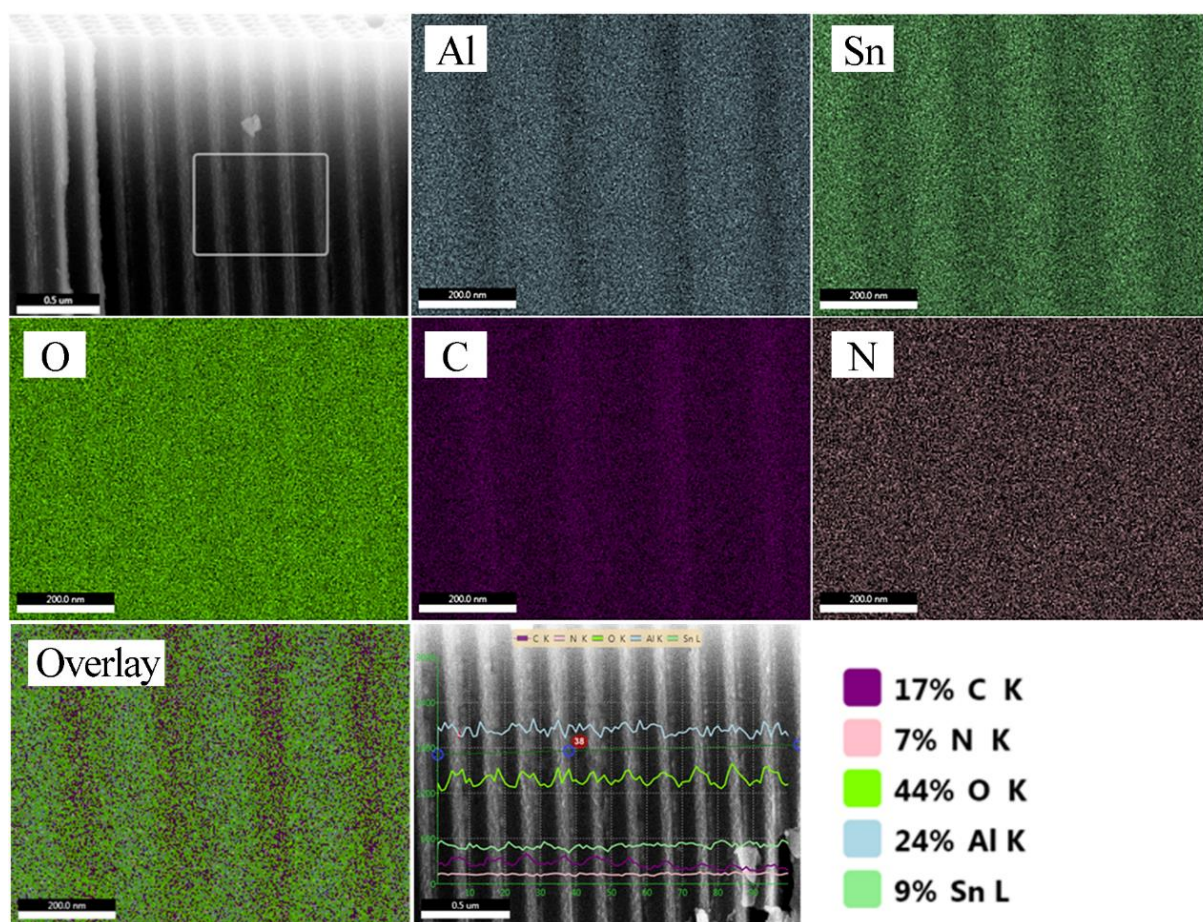 Al
Sn
0.5 um
200.0 nm
200.0 nm
O
C
N
200.0 nm
200.0 nm
200.0 nm
Overlay
C K N K O K Al K Sn L
38
200.0 nm
0.5 um
17% C K
7% N K
44% O K
24% Al K
9% Sn L